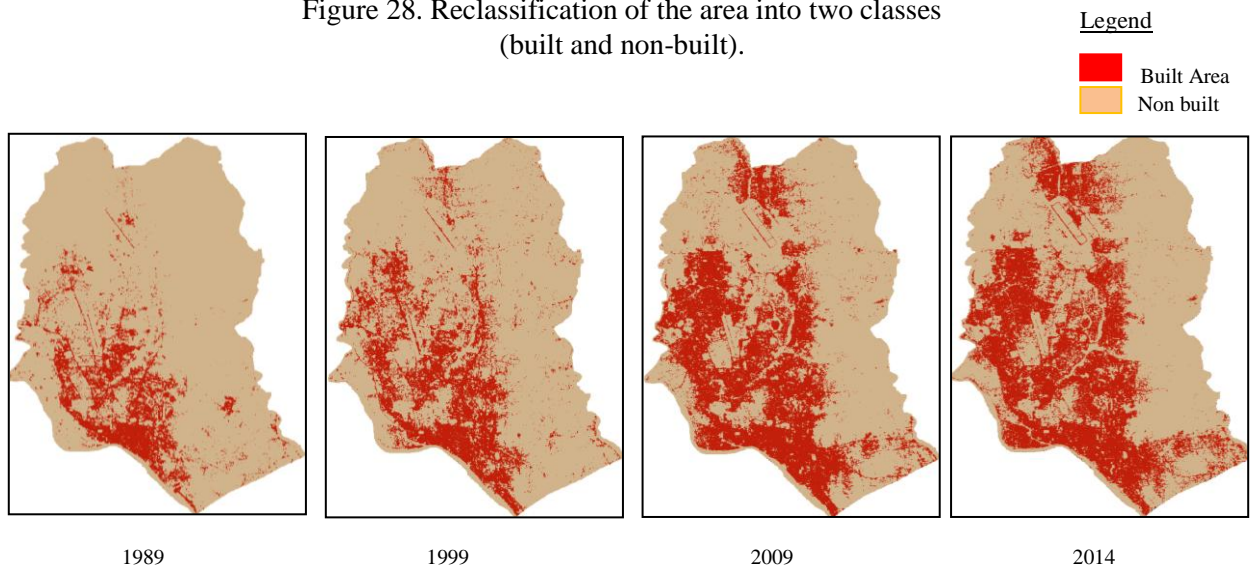 Figure 28. Reclassification of the area into two classes
(built and non-built).
Legend
Built Area
Non built
1989
1999
2009
2014